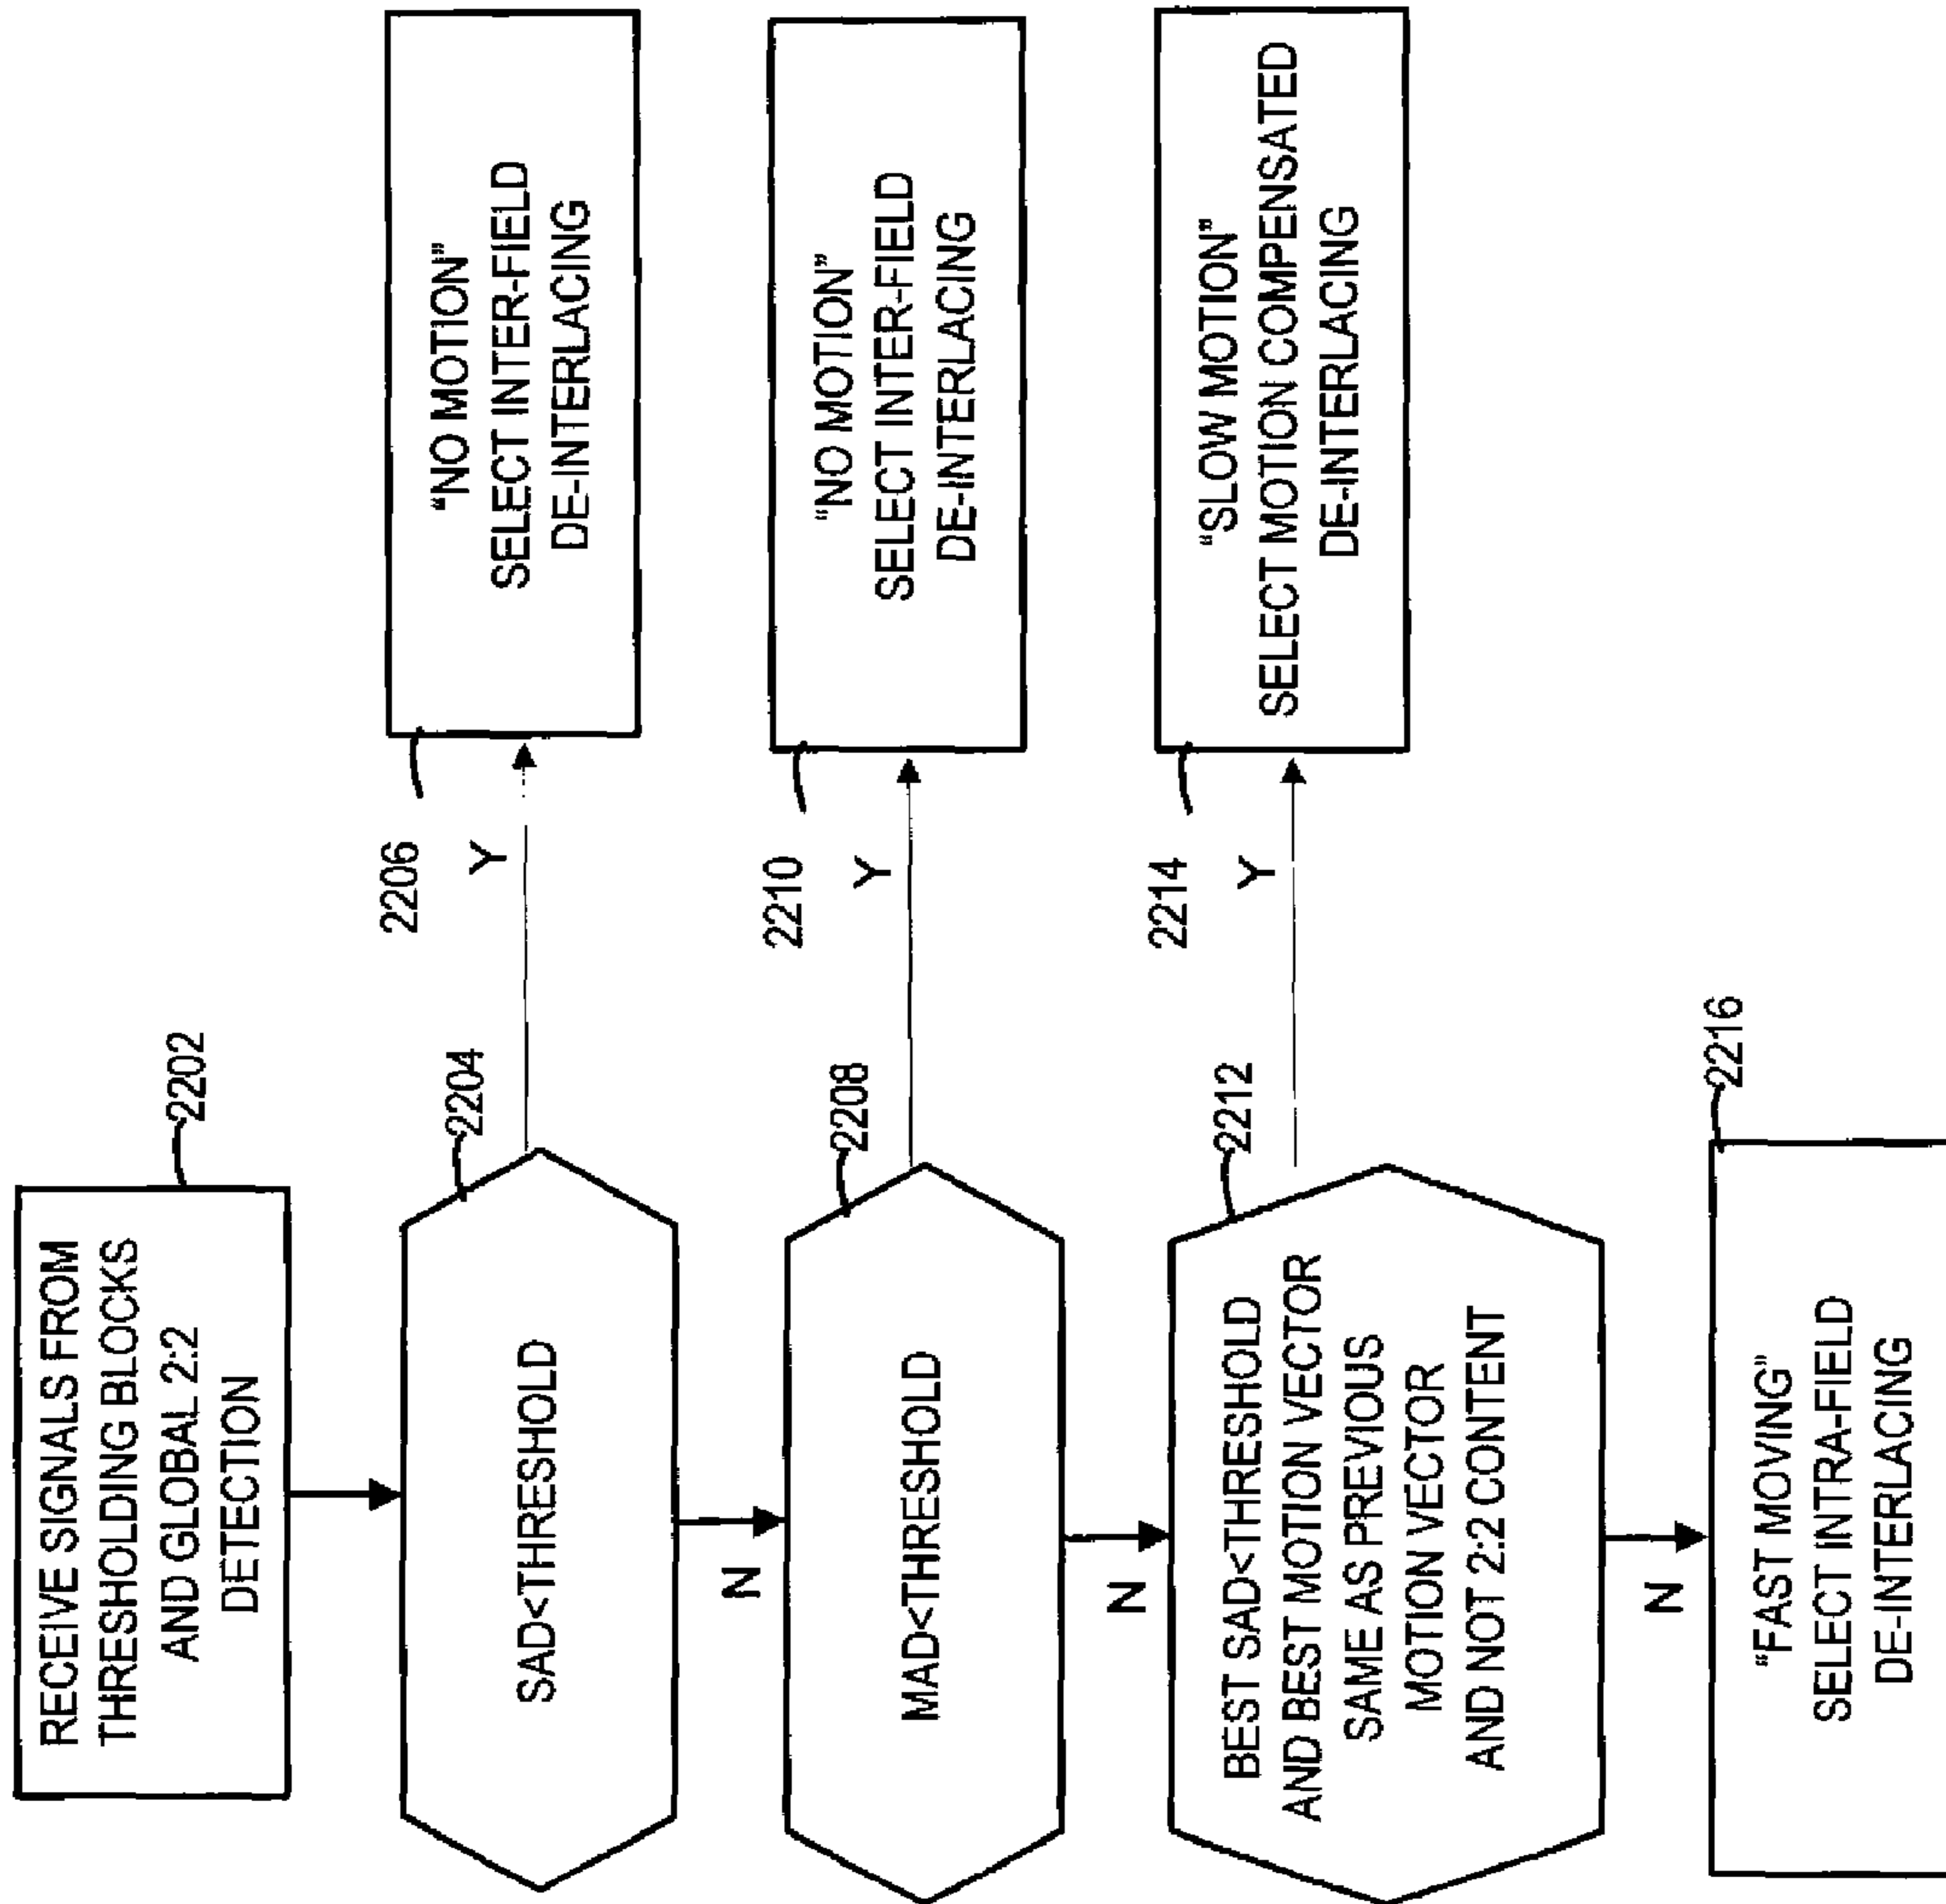 RECEIVE SIGNALS FROM
THRESHOLDING BLOCKS
AND GLOBAL 2:2
DETECTION
2202
SAD<THRESHOLD
2204
Y
2206
"NO MOTION"
SELECT INTER-FIELD
DE-INTERLACING
N
MAD<THRESHOLD
2208
Y
2210
"NO MOTION"
SELECT INTER-FIELD
DE-INTERLACING
N
BEST SAD<THRESHOLD
AND BEST MOTION VECTOR
SAME AS PREVIOUS
MOTION VECTOR
AND NOT 2:2 CONTENT
2212
Y
2214
"SLOW MOTION"
SELECT MOTION COMPENSATED
DE-INTERLACING
N
"FAST MOVING"
SELECT INTRA-FIELD
DE-INTERLACING
2216